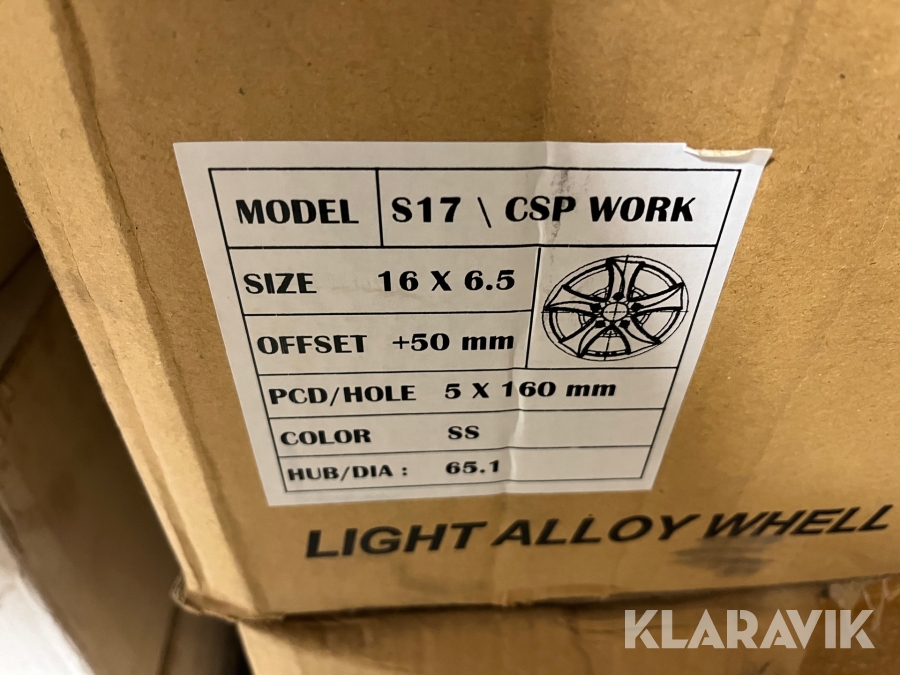 MODEL S17 \ CSP WORK
SIZE 16 X 6.5
OFFSET +50 mm
PCD/HOLE 5 X 160 mm
COLOR SS
HUB/DIA : 65.1
LIGHT ALLOY WHELL
KLARAVIK